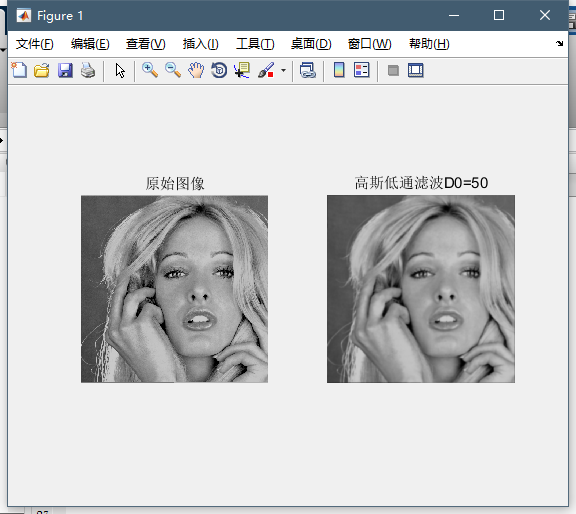 Figure 1
文件(F) 编辑(E) 查看(V) 插入(I) 工具(T) 桌面(D) 窗口(W) 帮助(H)
原始图像 高斯低通滤波D0=50